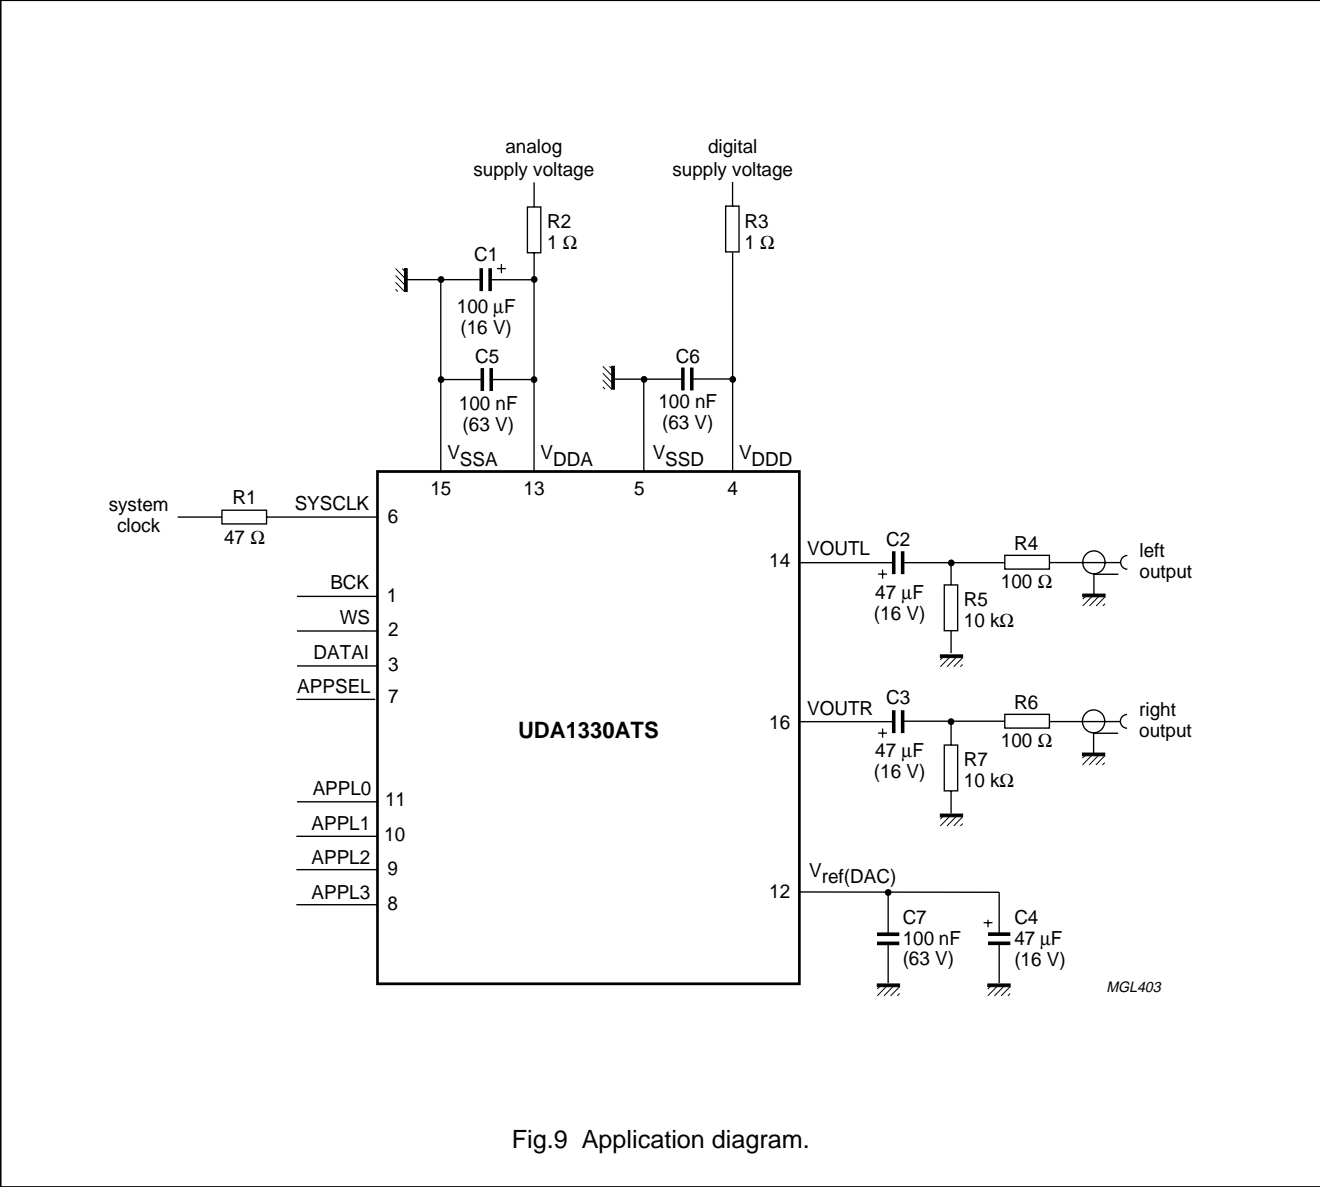 analog
supply voltage
digital
supply voltage
R2
1 Ω
R3
1 Ω
C1
+
100 μF
(16 V)
C5
100 nF
(63 V)
C6
100 nF
(63 V)
VSSA
VDDA
VSSD
VDDD
15
13
5
4
system
clock
R1
47 Ω
SYSCLK
6
BCK
1
WS
2
DATAI
3
APPSEL
7
APPL0
11
APPL1
10
APPL2
9
APPL3
8
UDA1330ATS
14
VOUTL
C2
+
47 μF
(16 V)
R5
10 kΩ
R4
100 Ω
left
output
16
VOUTR
C3
+
47 μF
(16 V)
R7
10 kΩ
R6
100 Ω
right
output
12
Vref(DAC)
C7
100 nF
(63 V)
+
C4
47 μF
(16 V)
MGL403
Fig.9 Application diagram.